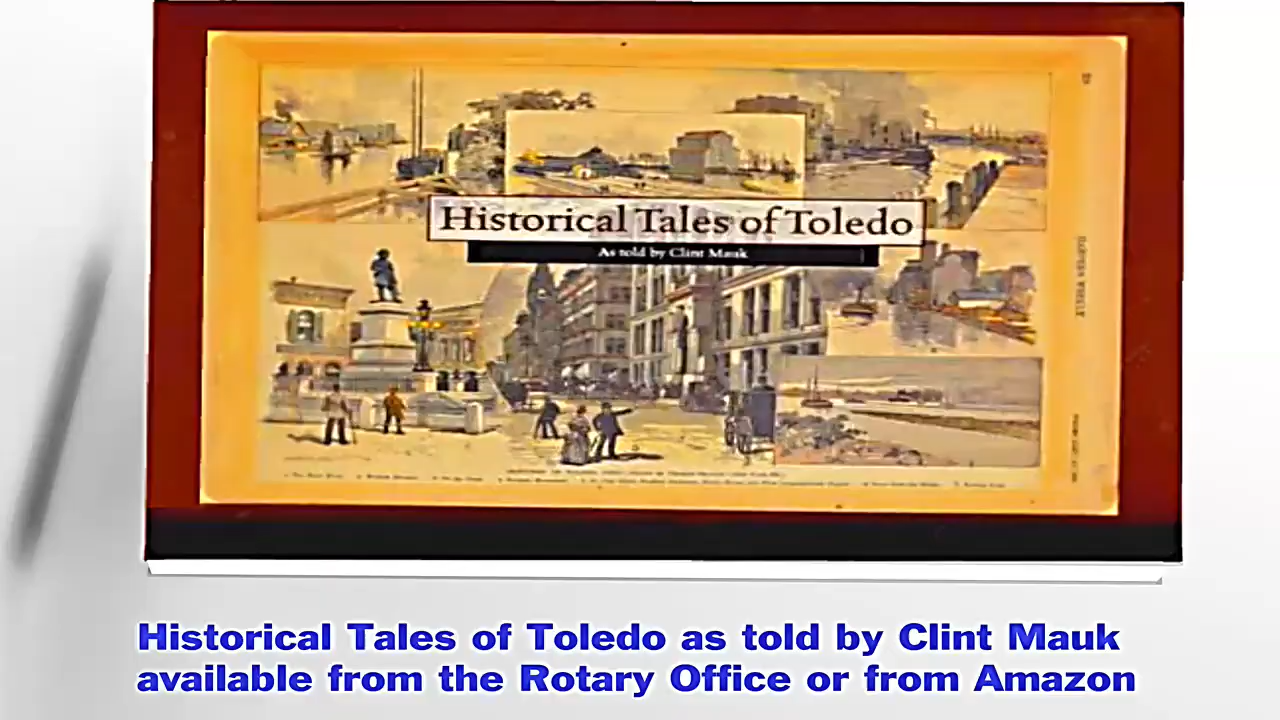 Historical Tales of Toledo
As told by Clint Mauk
Historical Tales of Toledo as told by Clint Mauk
available from the Rotary Office or from Amazon